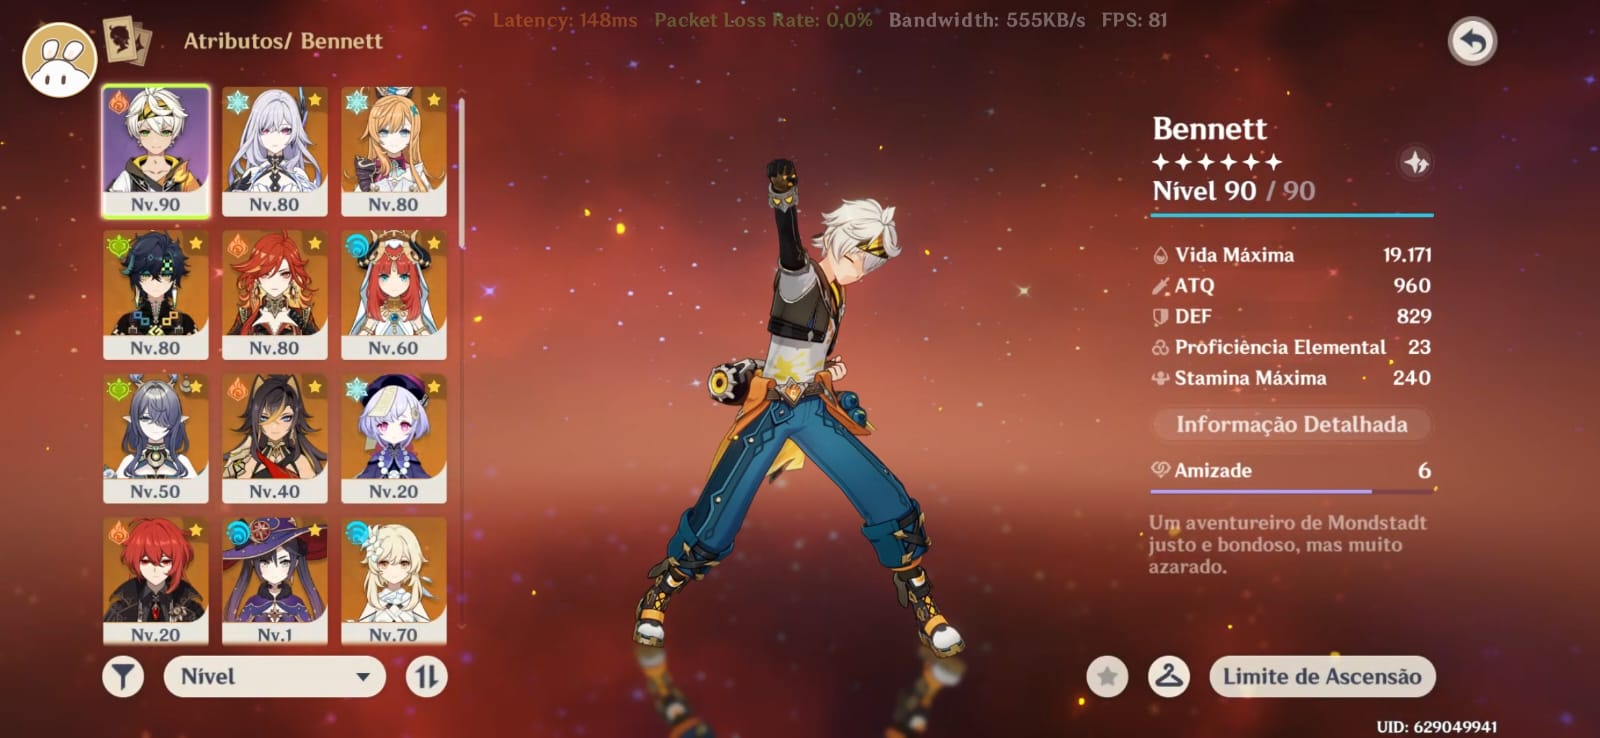 Latency: 148ms Packet Loss Rate: 0,0% Bandwidth: 555KB/s FPS: 81
Atributos/ Bennett
Nv.90 Nv.80 Nv.80
Nv.80 Nv.80 Nv.60
Nv.50 Nv.40 Nv.20
Nv.20 Nv.1 Nv.70
Nível
Bennett
Nível 90 / 90
Vida Máxima 19.171
ATQ 960
DEF 829
Proficiência Elemental 23
Stamina Máxima 240
Informação Detalhada
Amizade 6
Um aventureiro de Mondstadt
justo e bondoso, mas muito
azarado.
Limite de Ascensão
UID: 629049941